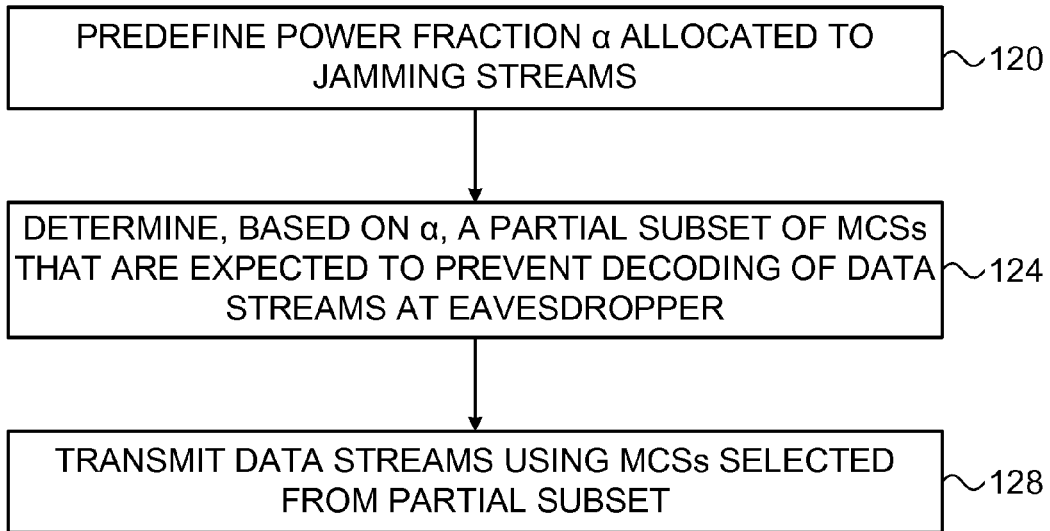 PREDEFINE POWER FRACTION α ALLOCATED TO
JAMMING STREAMS
120
DETERMINE, BASED ON α, A PARTIAL SUBSET OF MCSs
THAT ARE EXPECTED TO PREVENT DECODING OF DATA
STREAMS AT EAVESDROPPER
124
TRANSMIT DATA STREAMS USING MCSs SELECTED
FROM PARTIAL SUBSET
128